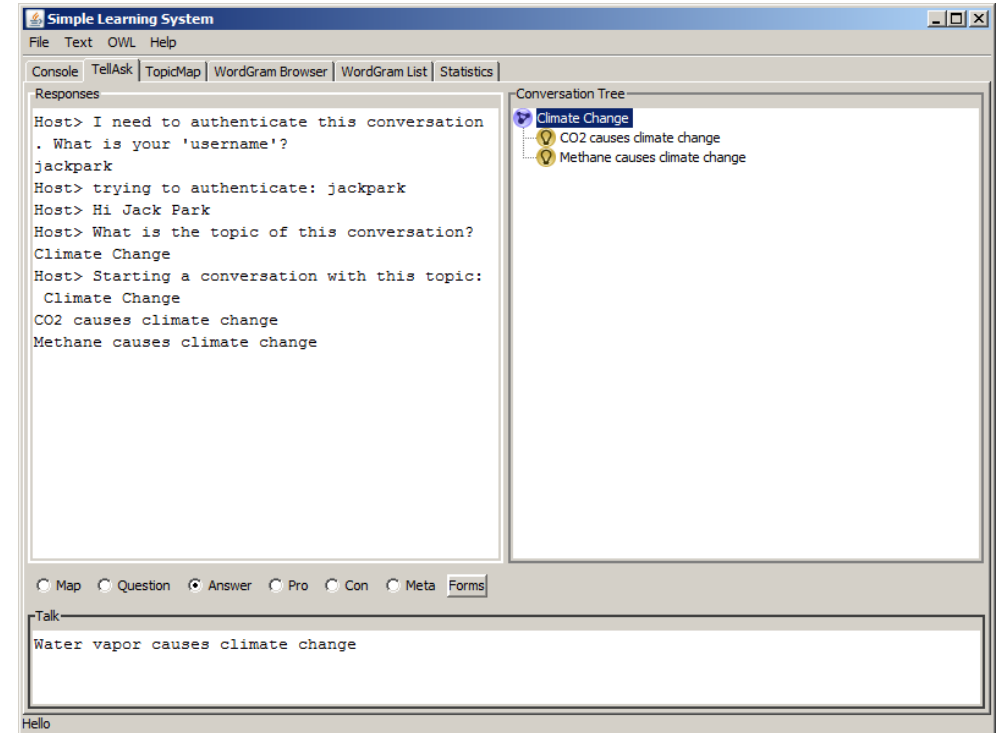 Simple Learning System
File Text OWL Help
Console TellAsk TopicMap WordGram Browser WordGram List Statistics
Responses
Host> I need to authenticate this conversation
. What is your 'username'?
jackpark
Host> trying to authenticate: jackpark
Host> Hi Jack Park
Host> What is the topic of this conversation?
Climate Change
Host> Starting a conversation with this topic:
Climate Change
CO2 causes climate change
Methane causes climate change
Conversation Tree
Climate Change
CO2 causes climate change
Methane causes climate change
Map Question Answer Pro Con Meta Forms
Talk
Water vapor causes climate change
Hello